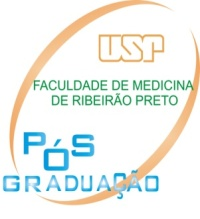 USP
FACULDADE DE MEDICINA
DE RIBEIRÃO PRETO
PÓS
GRADUAÇÃO